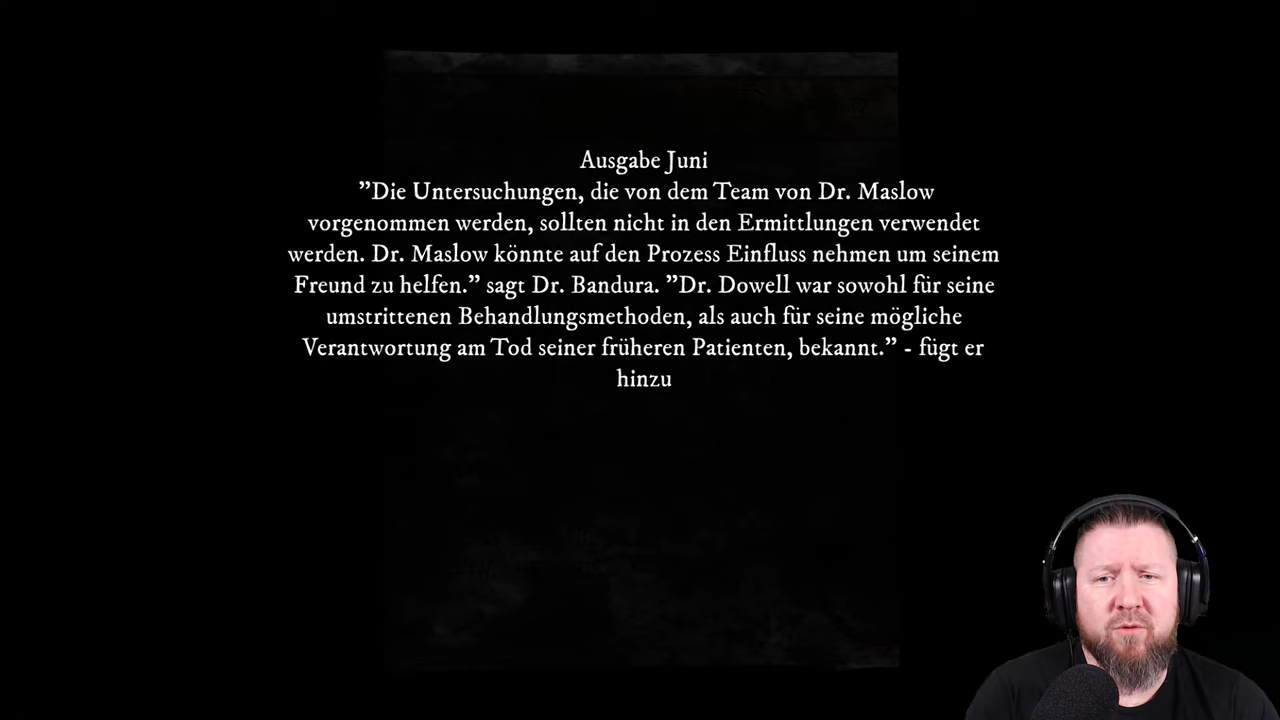 Ausgabe Juni
”Die Untersuchungen, die von dem Team von Dr. Maslow
vorgenommen werden, sollten nicht in den Ermittlungen verwendet
werden. Dr. Maslow könnte auf den Prozess Einfluss nehmen um seinem
Freund zu helfen.” sagt Dr. Bandura. ”Dr. Dowell war sowohl für seine
umstrittenen Behandlungsmethoden, als auch für seine mögliche
Verantwortung am Tod seiner früheren Patienten, bekannt.” - fügt er
hinzu